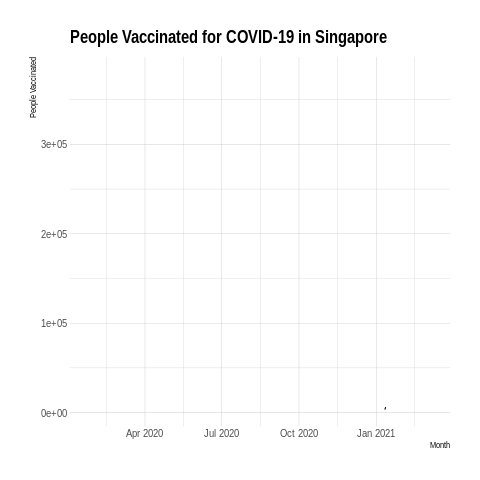 People Vaccinated for COVID-19 in Singapore
People Vaccinated
3e+05
2e+05
1e+05
0e+00
Apr 2020
Jul 2020
Oct 2020
Jan 2021
Month